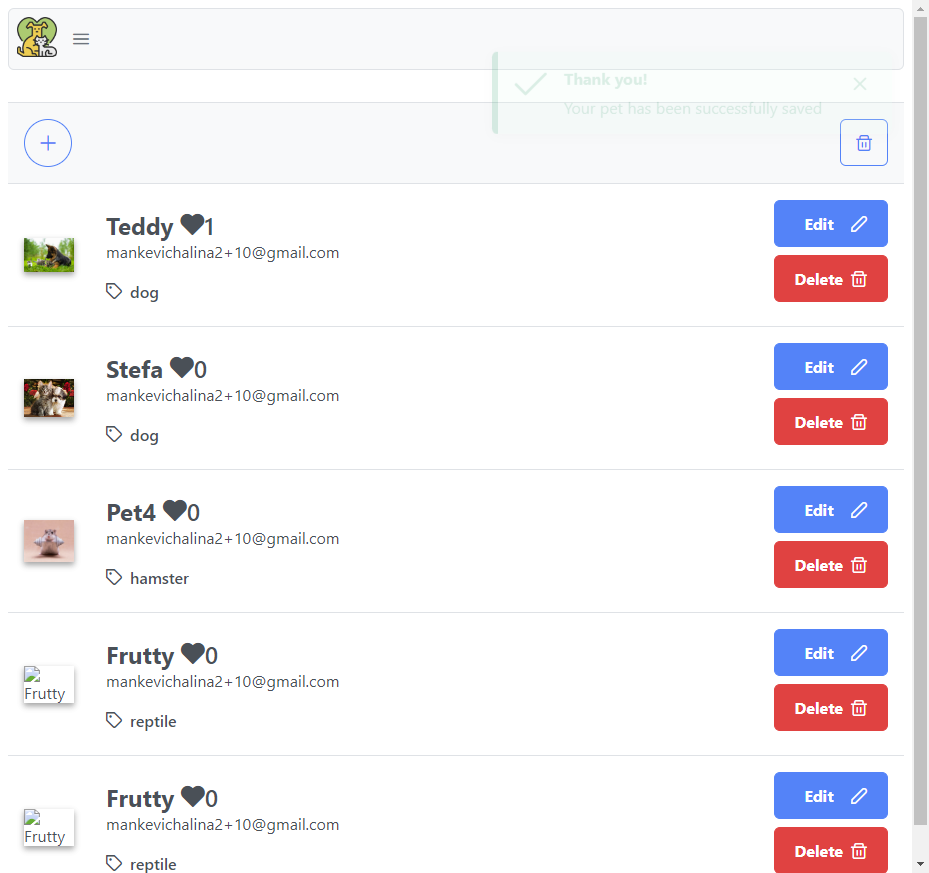 Thank you!
Your pet has been successfully saved
Teddy 1
mankevichalina2+10@gmail.com
dog
Edit
Delete
Stefa 0
mankevichalina2+10@gmail.com
dog
Edit
Delete
Pet4 0
mankevichalina2+10@gmail.com
hamster
Edit
Delete
Frutty
Frutty 0
mankevichalina2+10@gmail.com
reptile
Edit
Delete
Frutty
Frutty 0
mankevichalina2+10@gmail.com
reptile
Edit
Delete